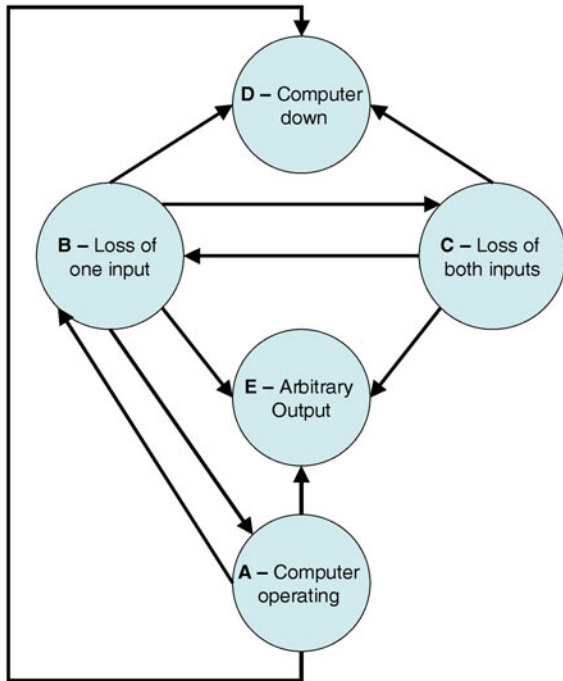 D – Computer
down
B – Loss of
one input
C – Loss of
both inputs
E – Arbitrary
Output
A – Computer
operating